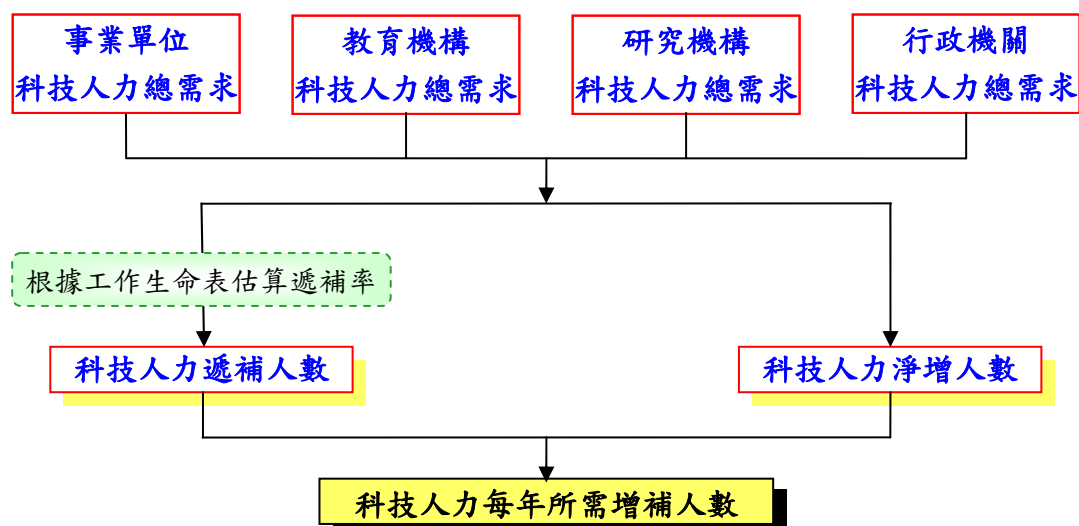 事業單位
科技人力總需求
教育機構
科技人力總需求
研究機構
科技人力總需求
行政機關
科技人力總需求
根據工作生命表估算遞補率
科技人力遞補人數
科技人力淨增人數
科技人力每年所需增補人數